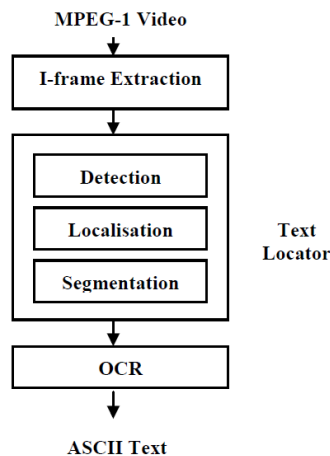 MPEG-1 Video
I-frame Extraction
Detection
Localisation
Segmentation
Text
Locator
OCR
ASCII Text